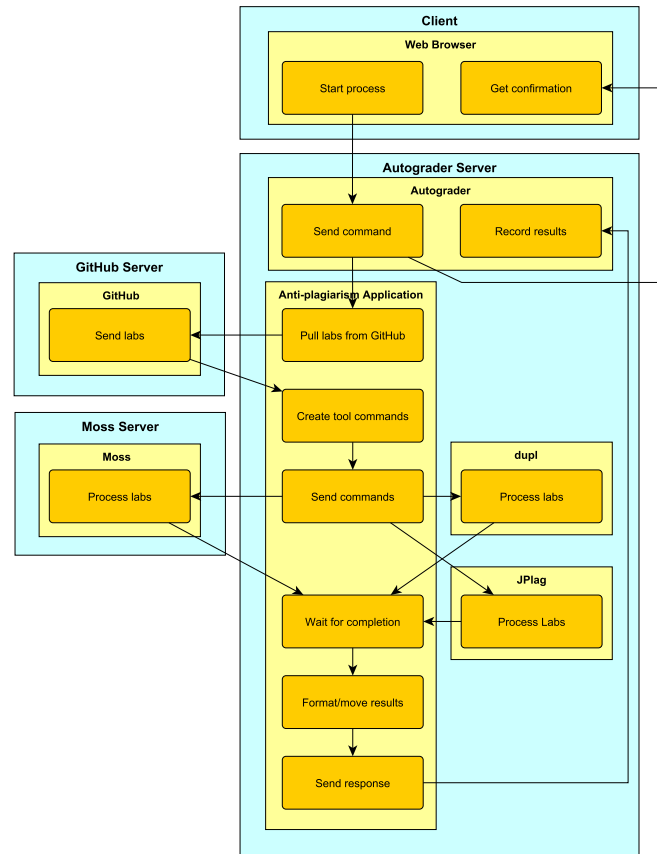 Client
Web Browser
Start process
Get confirmation
Autograder Server
Autograder
Send command
Record results
GitHub Server
GitHub
Send labs
Anti-plagiarism Application
Pull labs from GitHub
Create tool commands
Moss Server
Moss
Process labs
Send commands
dupl
Process labs
JPlag
Process Labs
Wait for completion
Format/move results
Send response